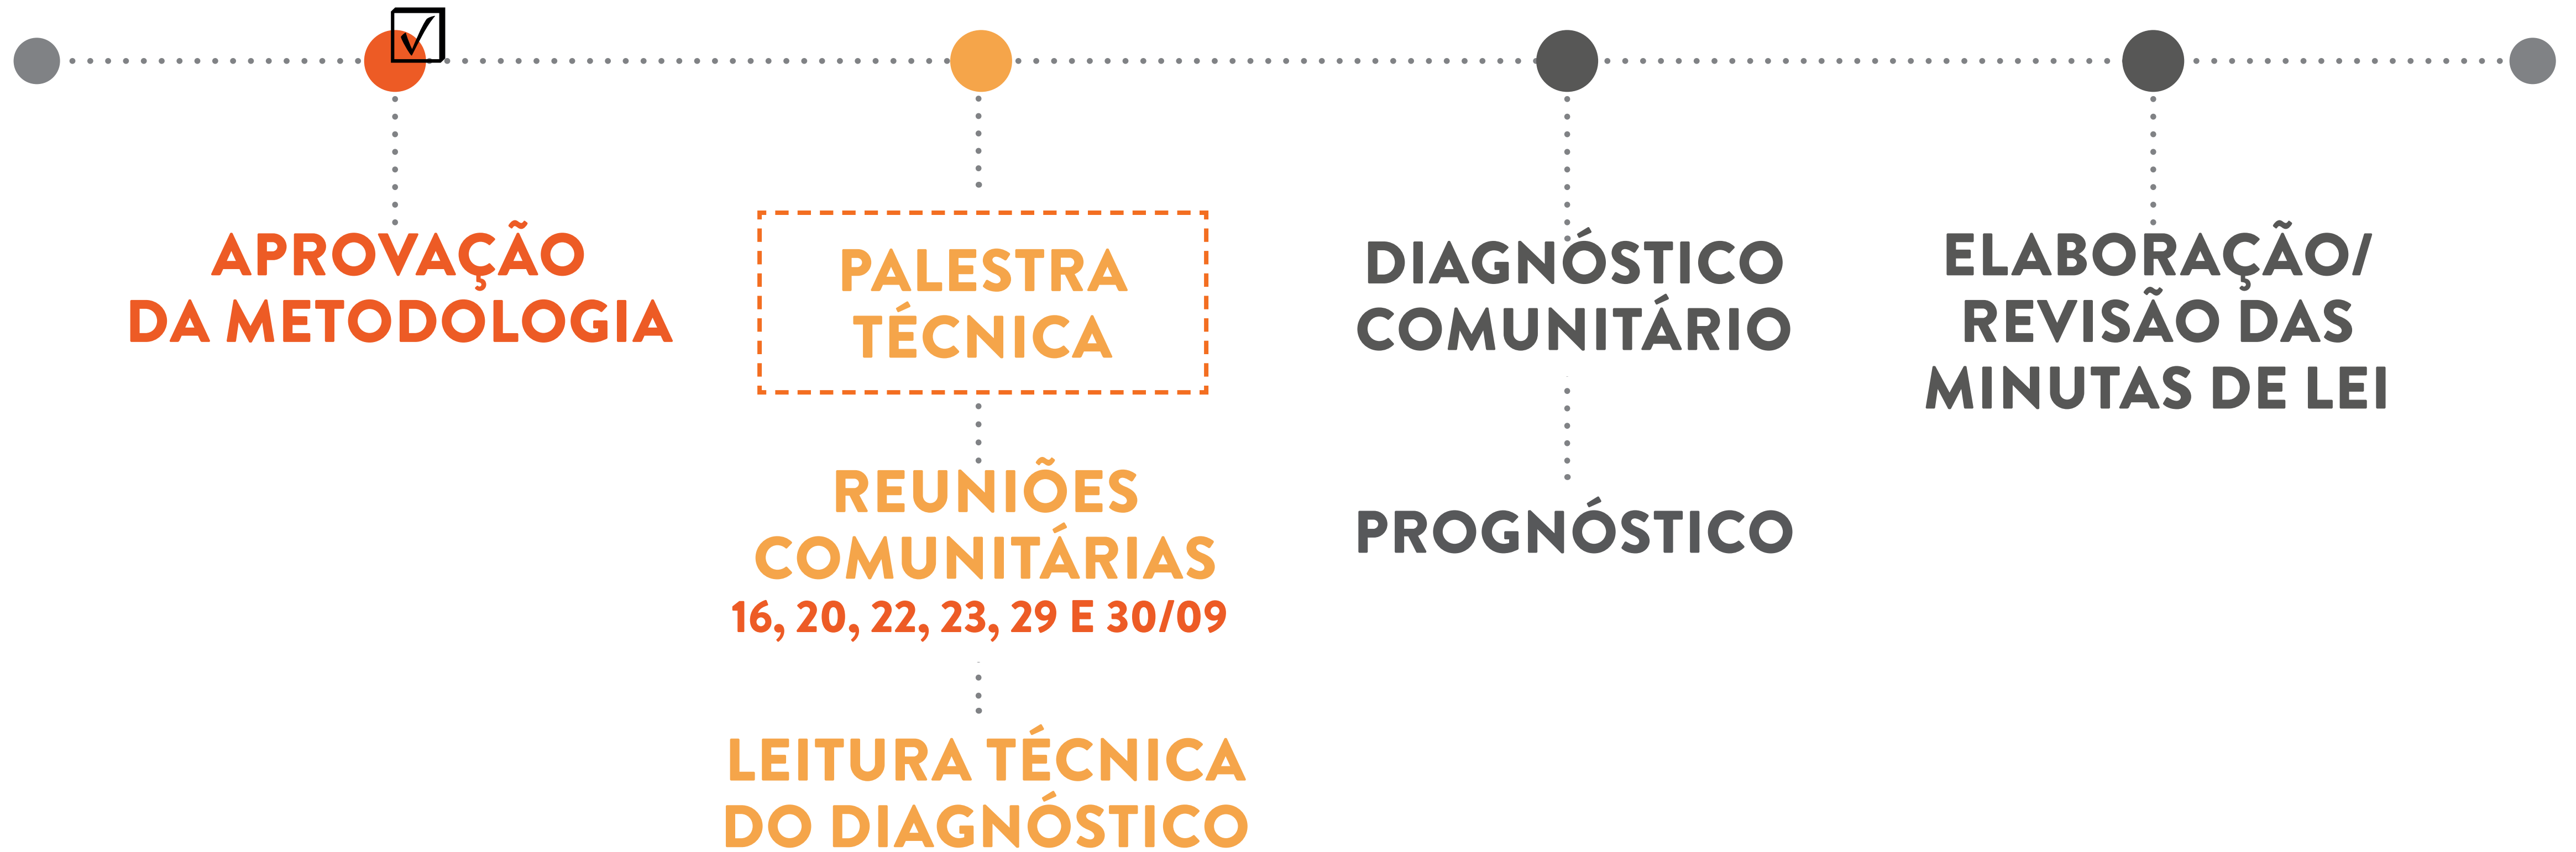 APROVAÇÃO
DA METODOLOGIA
PALESTRA
TÉCNICA
REUNIÕES
COMUNITÁRIAS
16, 20, 22, 23, 29 E 30/09
LEITURA TÉCNICA
DO DIAGNÓSTICO
DIAGNÓSTICO
COMUNITÁRIO
PROGNÓSTICO
ELABORAÇÃO/
REVISÃO DAS
MINUTAS DE LEI